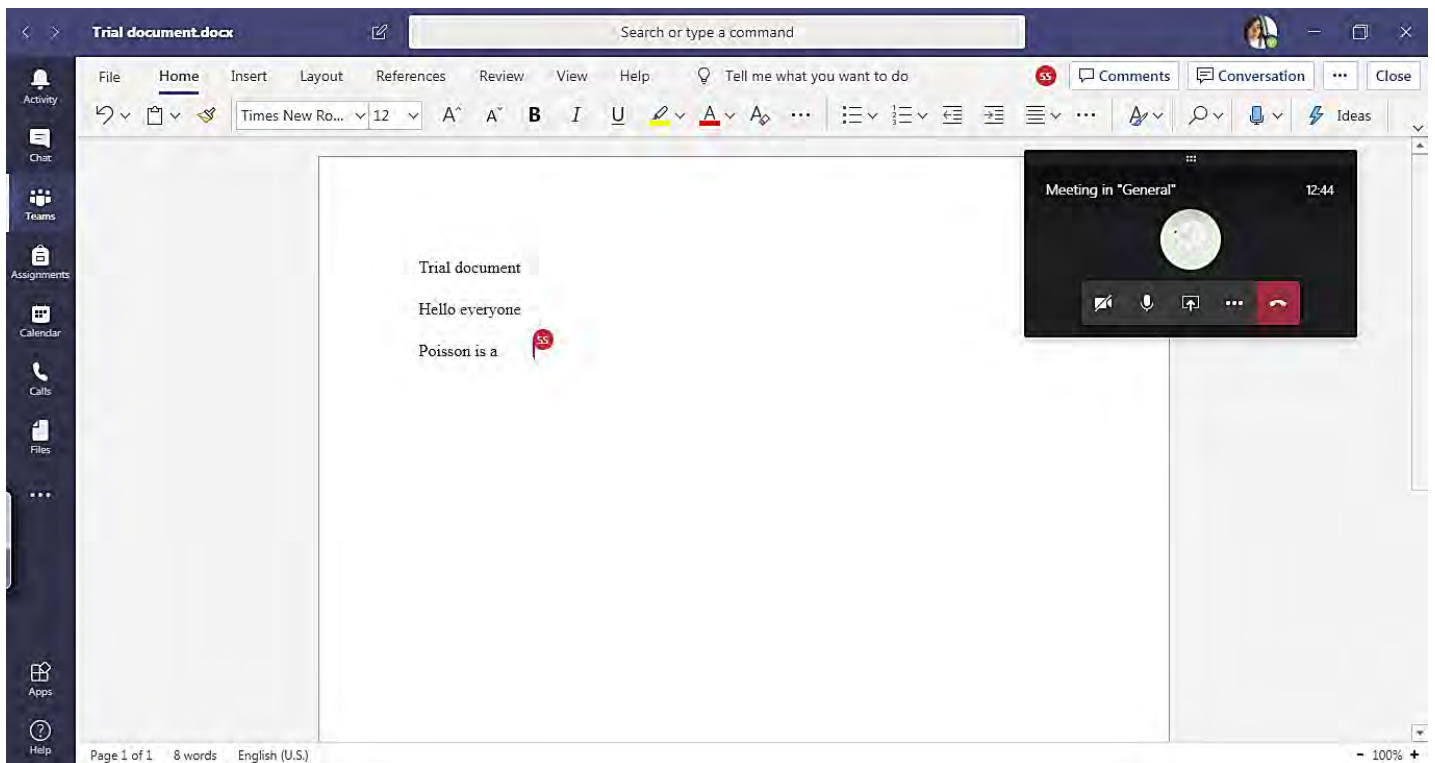 Trial document.docx
Search or type a command
File Home Insert Layout References Review View Help Tell me what you want to do SS Comments Conversation ... Close
Times New Ro... 12 A A B I U A A ... Ideas
Activity
Chat
Teams
Assignments
Calendar
Calls
Files
Apps
Help
Meeting in "General" 12:44
Trial document
Hello everyone
Poisson is a SS
Page 1 of 1 8 words English (U.S.) - 100% +